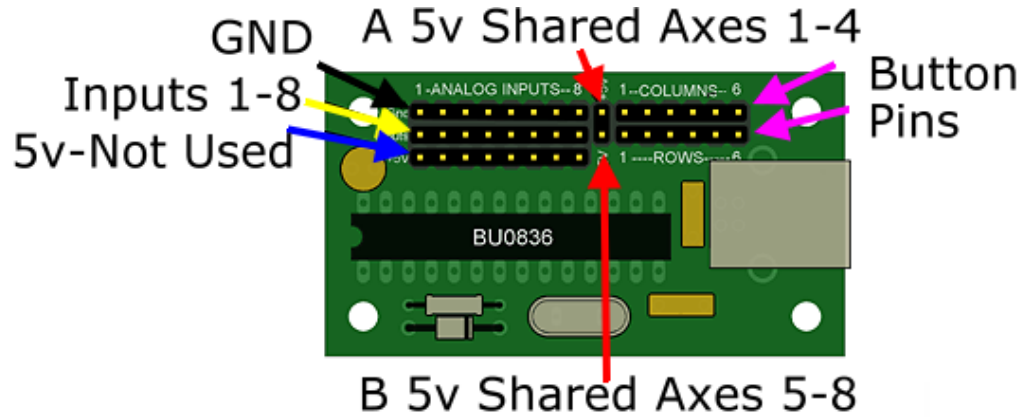 A 5v Shared Axes 1-4
GND
Button
Pins
Inputs 1-8
5v-Not Used
1-ANALOG INPUTS--8
1--COLUMNS-- 6
1 ----ROWS-----6
BU0836
B 5v Shared Axes 5-8